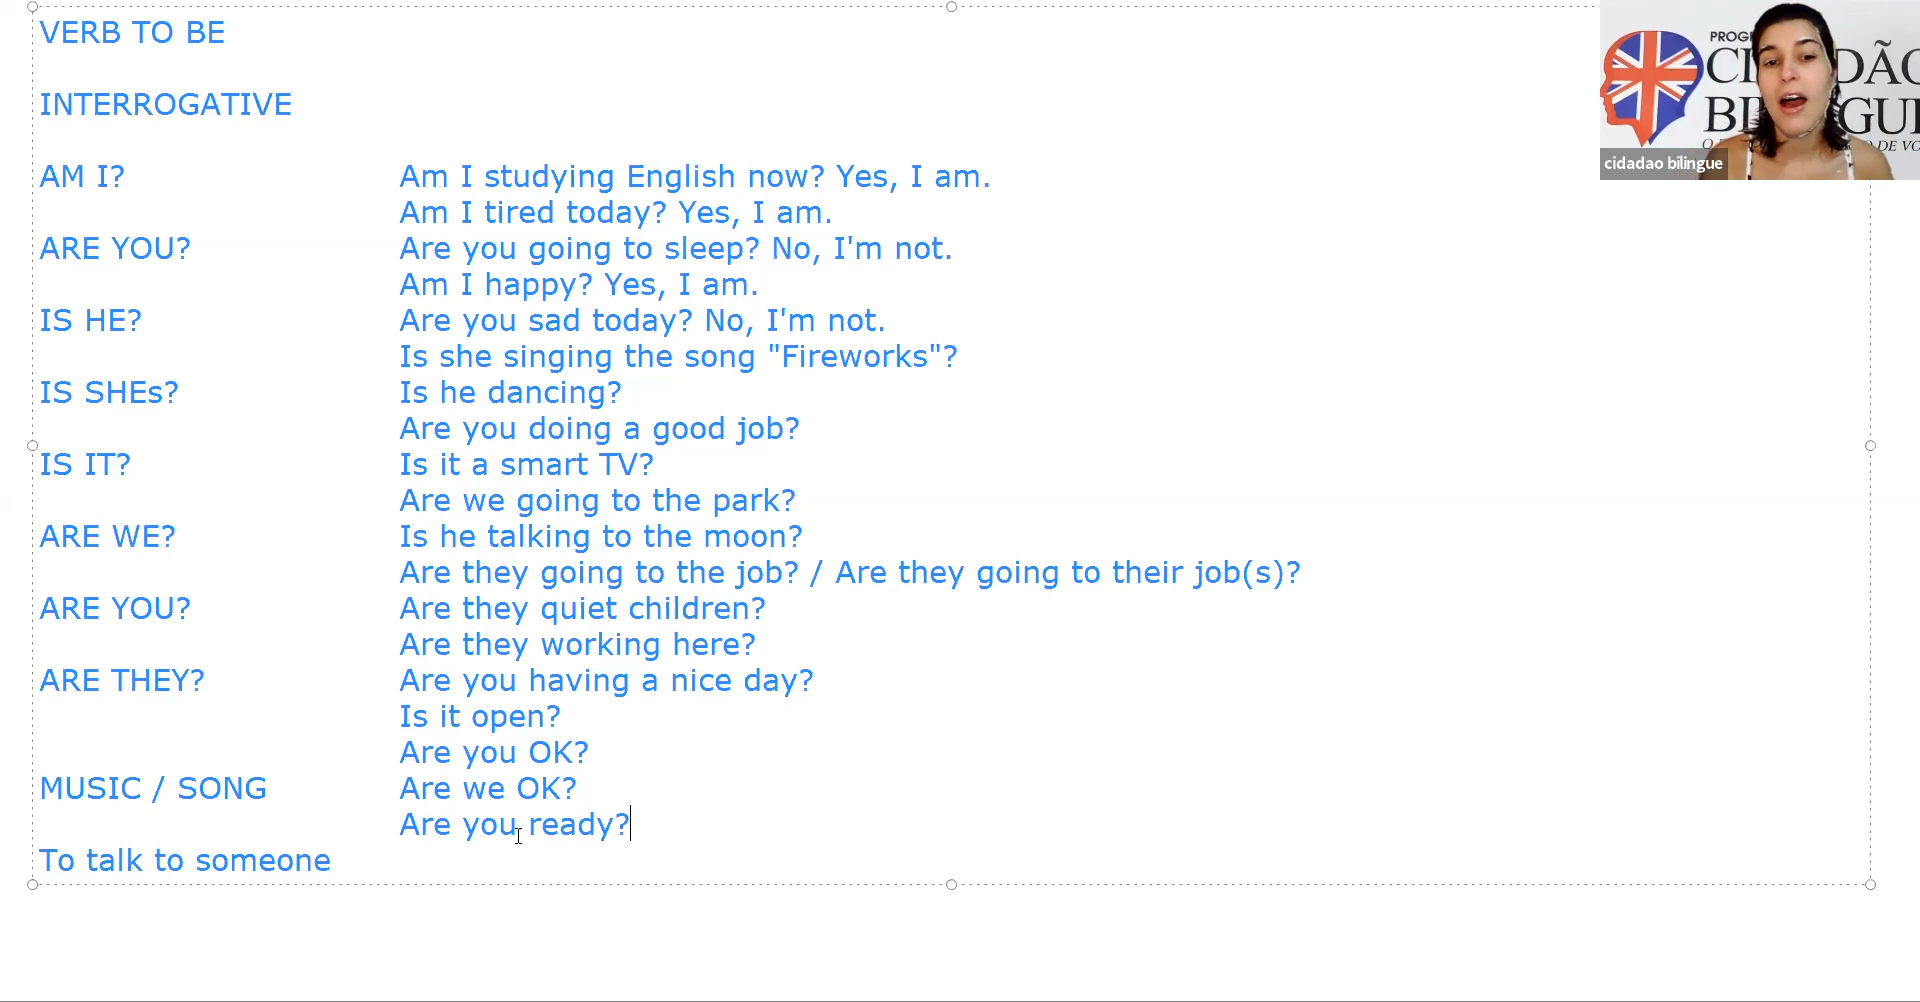 VERB TO BE
INTERROGATIVE
AM I? Am I studying English now? Yes, I am.
Am I tired today? Yes, I am.
ARE YOU? Are you going to sleep? No, I'm not.
Am I happy? Yes, I am.
IS HE? Are you sad today? No, I'm not.
Is she singing the song "Fireworks"?
IS SHEs? Is he dancing?
Are you doing a good job?
IS IT? Is it a smart TV?
Are we going to the park?
ARE WE? Is he talking to the moon?
Are they going to the job? / Are they going to their job(s)?
ARE YOU? Are they quiet children?
Are they working here?
ARE THEY? Are you having a nice day?
Is it open?
Are you OK?
MUSIC / SONG Are we OK?
Are you ready?
To talk to someone
cidadao bilingue